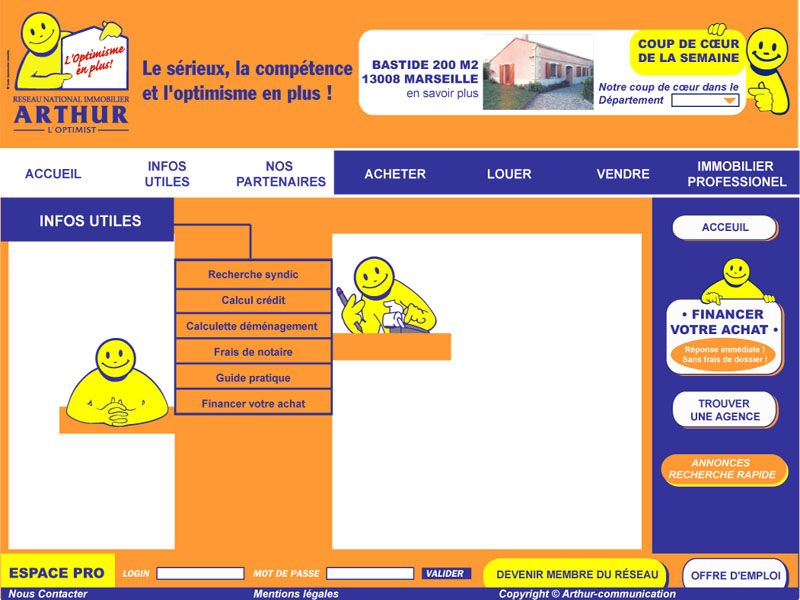 L'Optimisme
en plus!
RESEAU NATIONAL IMMOBILIER
ARTHUR
L'OPTIMIST
Le sérieux, la compétence
et l'optimisme en plus !
BASTIDE 200 M2
13008 MARSEILLE
en savoir plus
COUP DE CŒUR
DE LA SEMAINE
Notre coup de cœur dans le
Département
ACCUEIL
INFOS
UTILES
NOS
PARTENAIRES
ACHETER
LOUER
VENDRE
IMMOBILIER
PROFESSIONEL
INFOS UTILES
Recherche syndic
Calcul crédit
Calculette déménagement
Frais de notaire
Guide pratique
Financer votre achat
ACCEUIL
• FINANCER
VOTRE ACHAT •
Réponse immédiate !
Sans frais de dossier !
TROUVER
UNE AGENCE
ANNONCES
RECHERCHE RAPIDE
ESPACE PRO
LOGIN
MOT DE PASSE
VALIDER
DEVENIR MEMBRE DU RÉSEAU
OFFRE D'EMPLOI
Nous Contacter
Mentions légales
Copyright © Arthur-communication